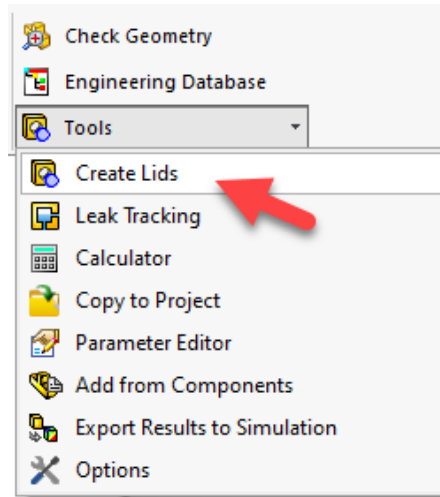 Check Geometry
Engineering Database
Tools
Create Lids
Leak Tracking
Calculator
Copy to Project
Parameter Editor
Add from Components
Export Results to Simulation
Options